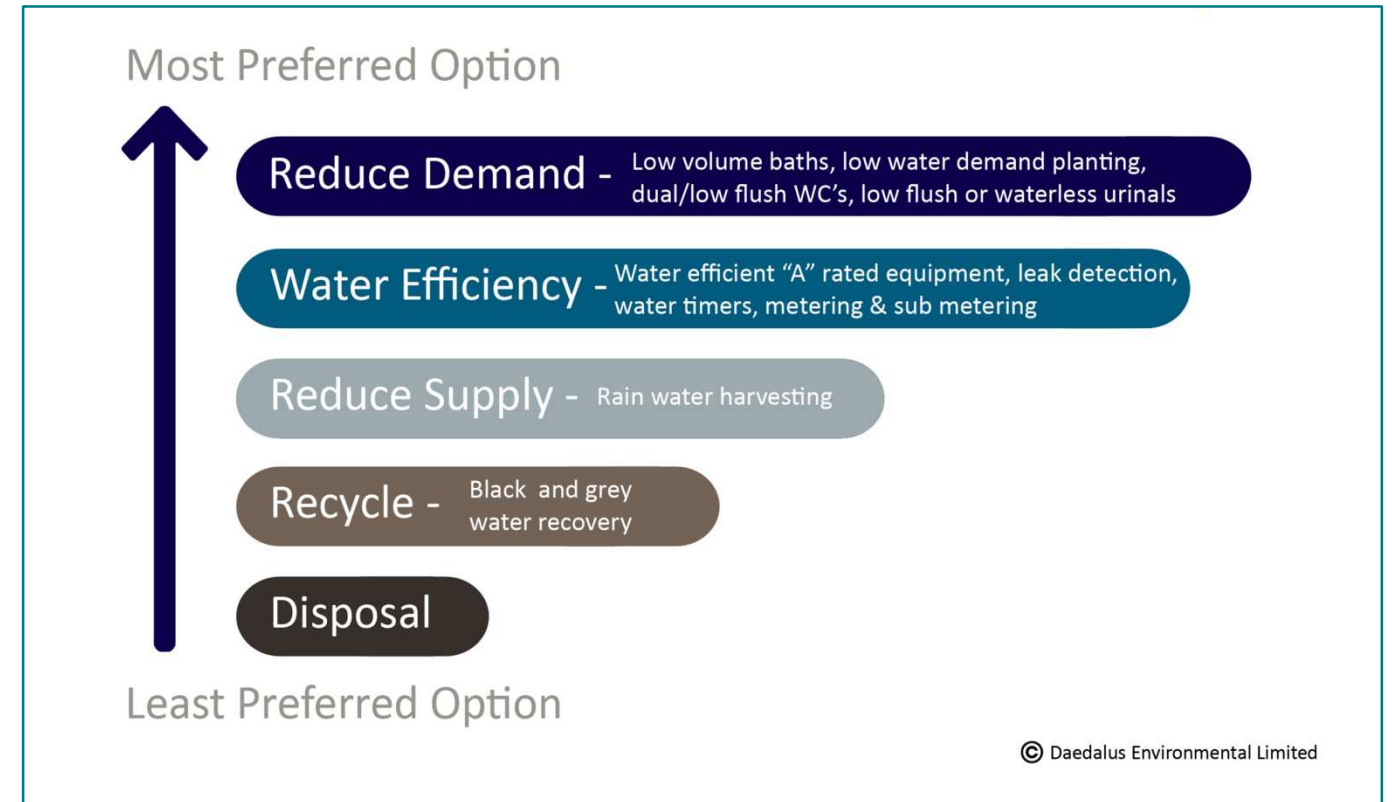 Most Preferred Option
Reduce Demand - Low volume baths, low water demand planting,
dual/low flush WC's, low flush or waterless urinals
Water Efficiency - Water efficient “A” rated equipment, leak detection,
water timers, metering & sub metering
Reduce Supply - Rain water harvesting
Recycle - Black and grey
water recovery
Disposal
Least Preferred Option
© Daedalus Environmental Limited